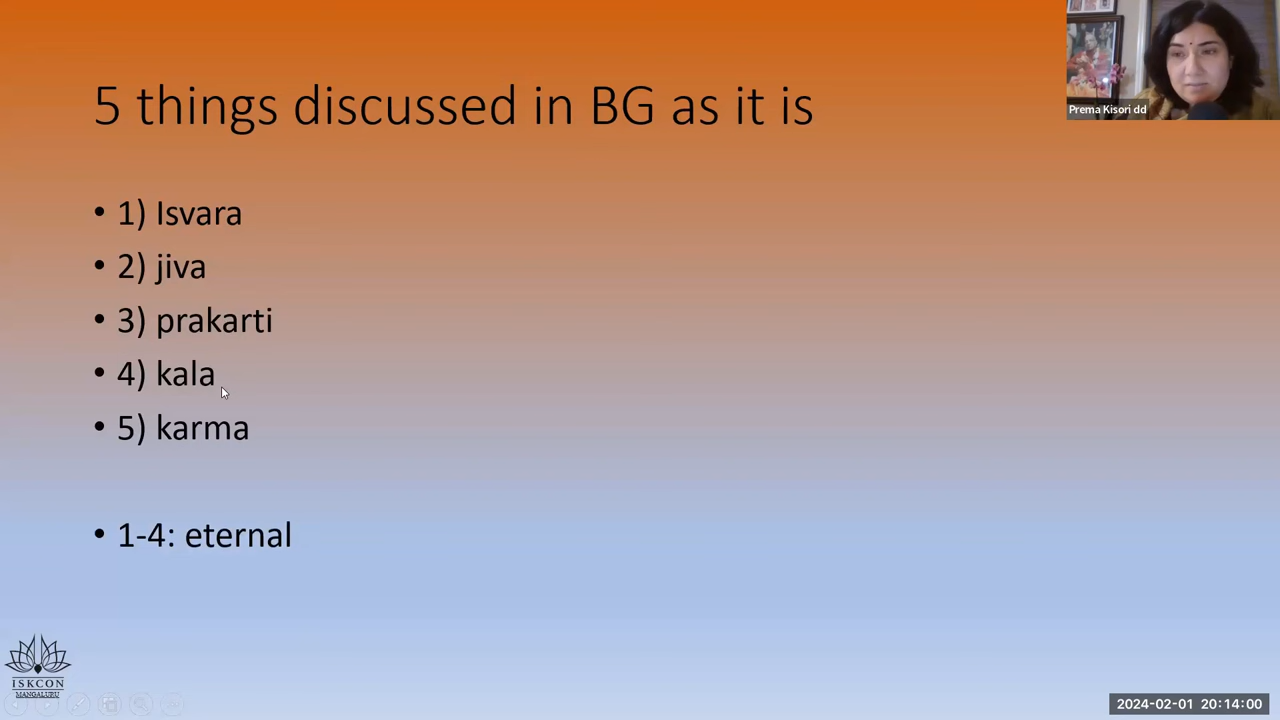 5 things discussed in BG as it is
Prema Kisori dd
• 1) Isvara
• 2) jiva
• 3) prakarti
• 4) kala
• 5) karma
• 1-4: eternal
ISKCON
MANGALURU
2024-02-01 20:14:00